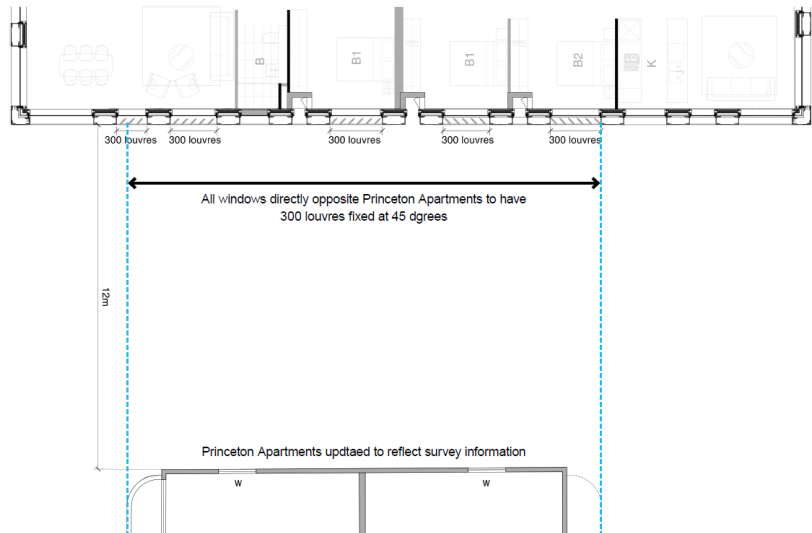 B
B1
B1
B2
K
300 louvres
300 louvres
300 louvres
300 louvres
300 louvres
All windows directly opposite Princeton Apartments to have
300 louvres fixed at 45 dgrees
12m
Princeton Apartments updtaed to reflect survey information
W
W